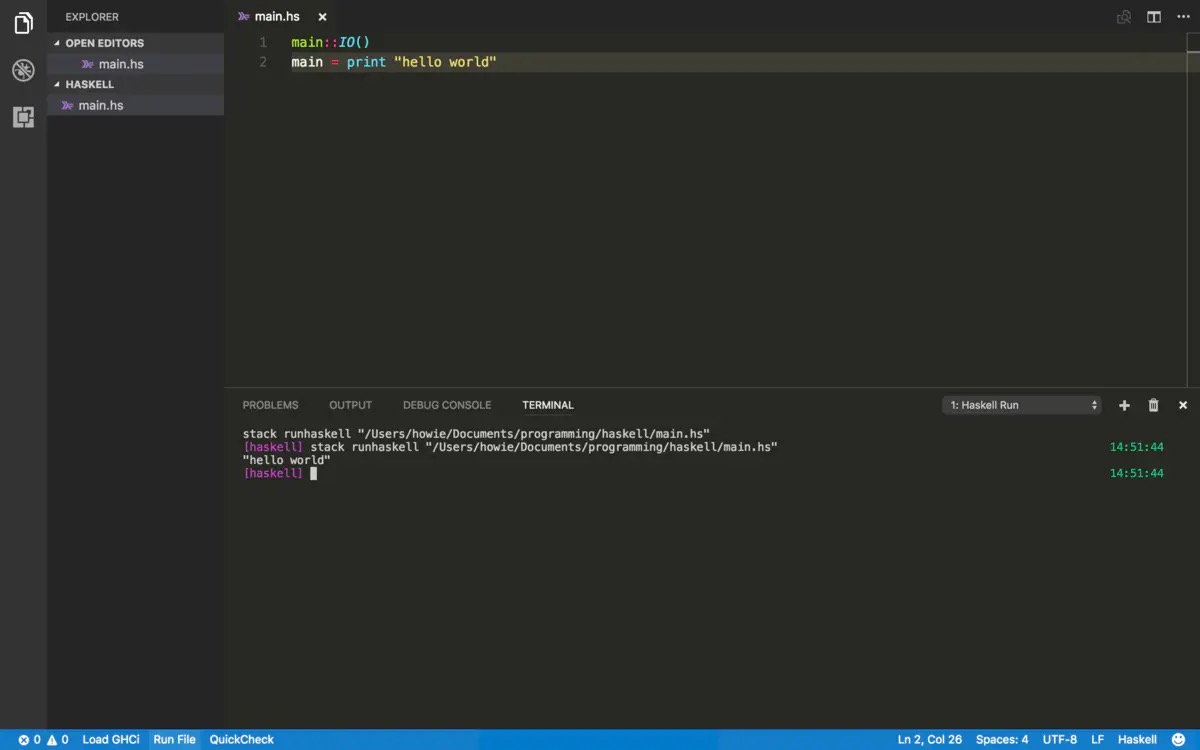 EXPLORER
OPEN EDITORS
main.hs
HASKELL
main.hs
main.hs
1 main::IO()
2 main = print "hello world"
PROBLEMS OUTPUT DEBUG CONSOLE TERMINAL
1: Haskell Run
stack runhaskell "/Users/howie/Documents/programming/haskell/main.hs"
[haskell] stack runhaskell "/Users/howie/Documents/programming/haskell/main.hs" 14:51:44
"hello world"
[haskell] 14:51:44
0 0 Load GHCi Run File QuickCheck
Ln 2, Col 26 Spaces: 4 UTF-8 LF Haskell